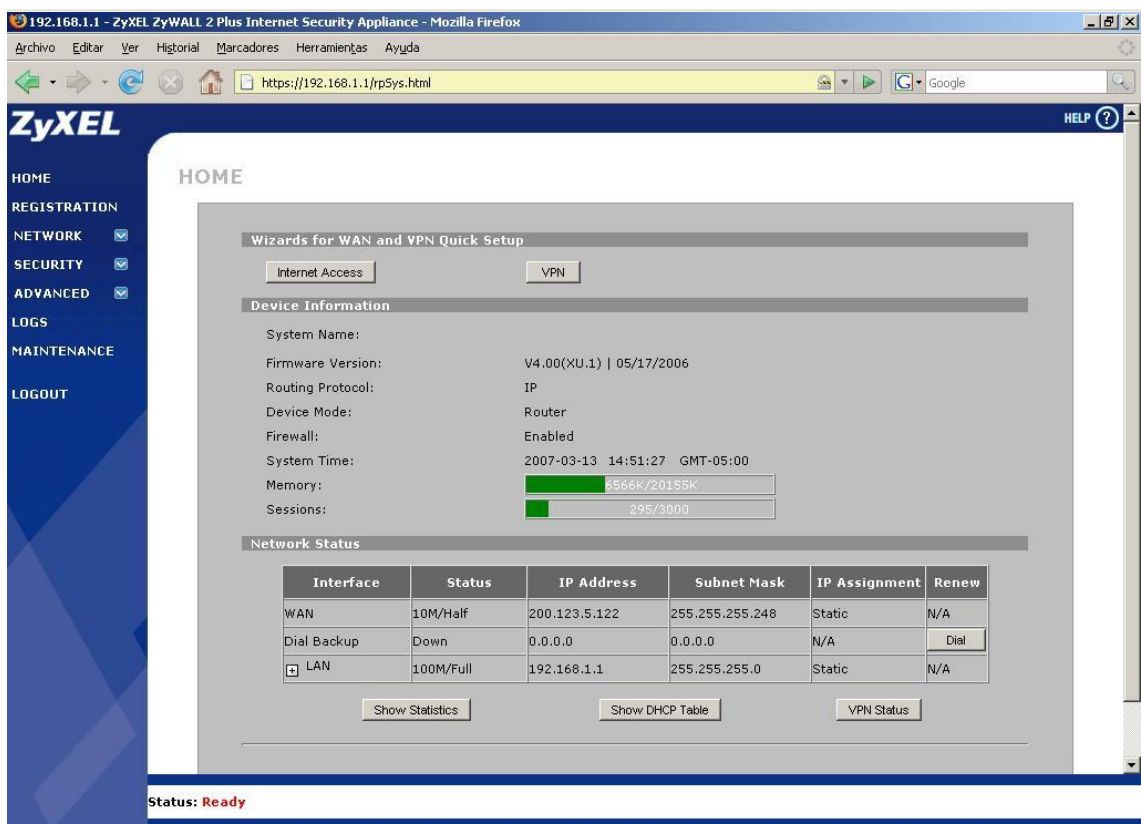 192.168.1.1 - ZyXEL ZyWALL 2 Plus Internet Security Appliance - Mozilla Firefox
Archivo Editar Ver Historial Marcadores Herramientas Ayuda
https://192.168.1.1/rpSys.html
G Google
ZyXEL
HELP ?
HOME
REGISTRATION
NETWORK
SECURITY
ADVANCED
LOGS
MAINTENANCE
LOGOUT
HOME
Wizards for WAN and VPN Quick Setup
Internet Access VPN
Device Information
System Name:
Firmware Version: V4.00(XU.1) | 05/17/2006
Routing Protocol: IP
Device Mode: Router
Firewall: Enabled
System Time: 2007-03-13 14:51:27 GMT-05:00
Memory: 6566K/20155K
Sessions: 295/3000
Network Status
Interface Status IP Address Subnet Mask IP Assignment Renew
WAN 10M/Half 200.123.5.122 255.255.255.248 Static N/A
Dial Backup Down 0.0.0.0 0.0.0.0 N/A Dial
LAN 100M/Full 192.168.1.1 255.255.255.0 Static N/A
Show Statistics Show DHCP Table VPN Status
Status: Ready